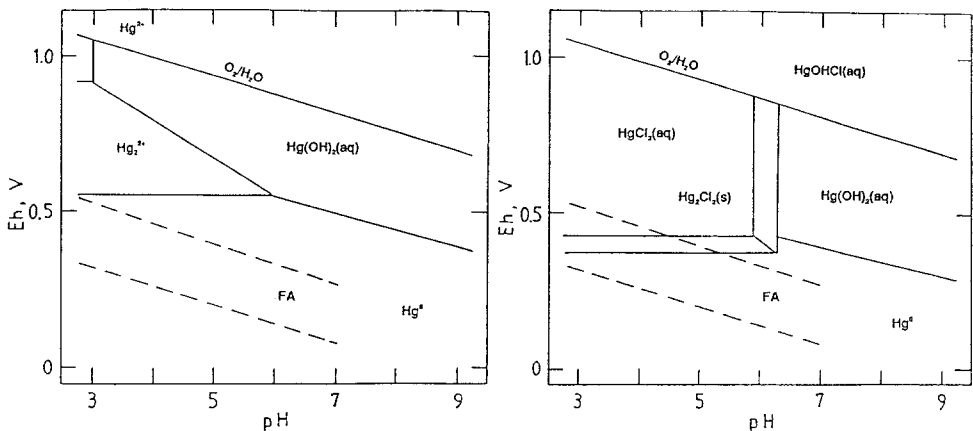 Hg²⁺
1.0
O₂/H₂O
Hg₂²⁺
Hg(OH)₂(aq)
Eh, V
0.5
FA
Hg⁰
0
3
5
7
9
pH
1.0
O₂/H₂O
HgOHCl(aq)
HgCl₂(aq)
Hg₂Cl₂(s)
Hg(OH)₂(aq)
Eh, V
0.5
FA
Hg⁰
0
3
5
7
9
pH